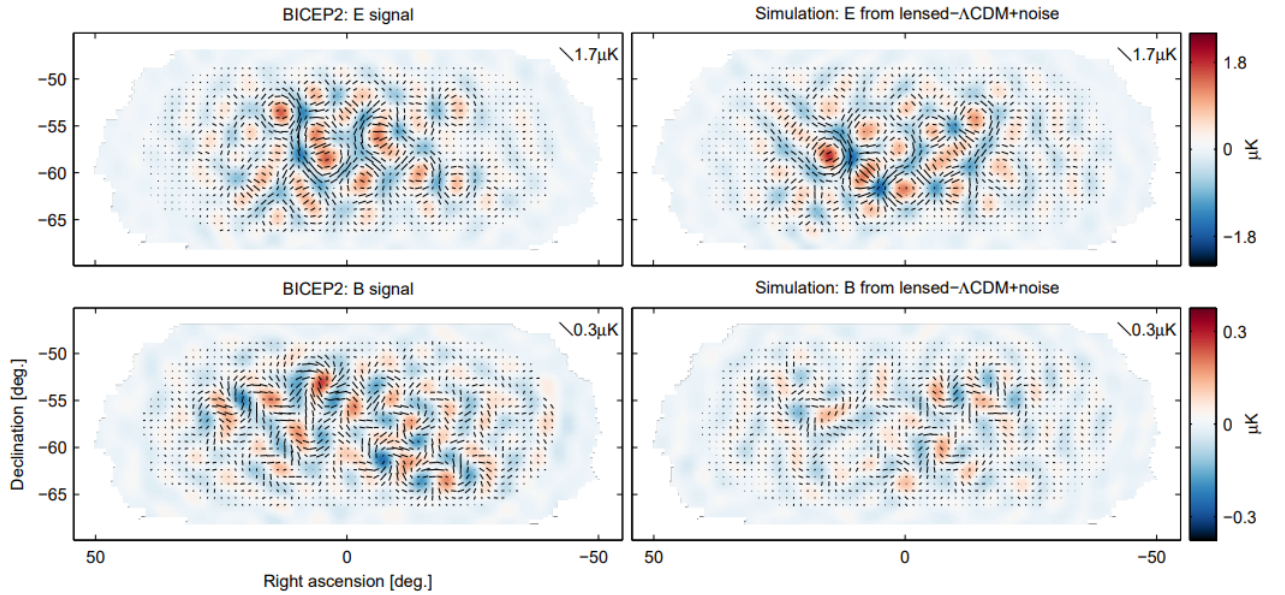 BICEP2: E signal
Simulation: E from lensed−ΛCDM+noise
1.7μK
1.7μK
−50
−55
−60
−65
1.8
0
−1.8
μK
BICEP2: B signal
Simulation: B from lensed−ΛCDM+noise
0.3μK
0.3μK
−50
−55
−60
−65
0.3
0
−0.3
μK
Declination [deg.]
50
0
−50
50
0
−50
Right ascension [deg.]